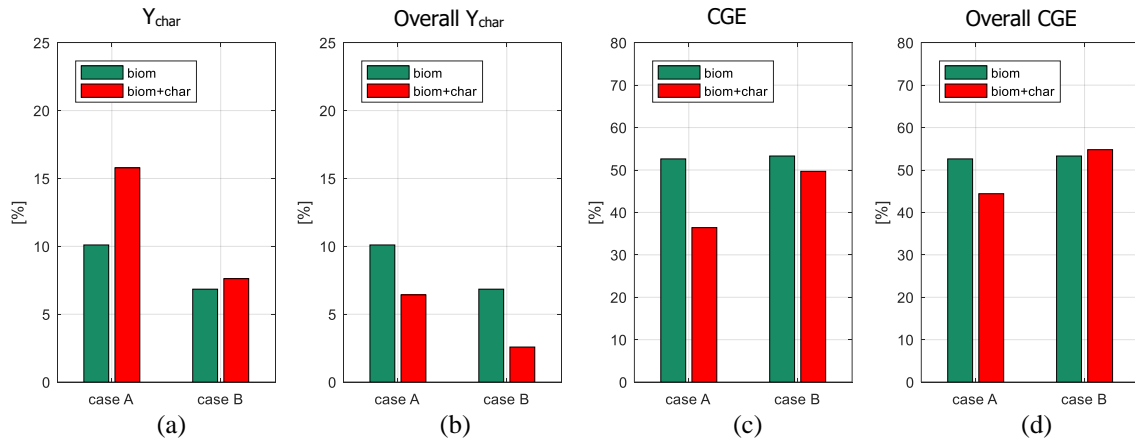 Y_char
[%]
25
20
15
10
5
0
biom
biom+char
case A
case B
(a)
Overall Y_char
[%]
25
20
15
10
5
0
biom
biom+char
case A
case B
(b)
CGE
[%]
80
70
60
50
40
30
20
10
0
biom
biom+char
case A
case B
(c)
Overall CGE
[%]
80
70
60
50
40
30
20
10
0
biom
biom+char
case A
case B
(d)